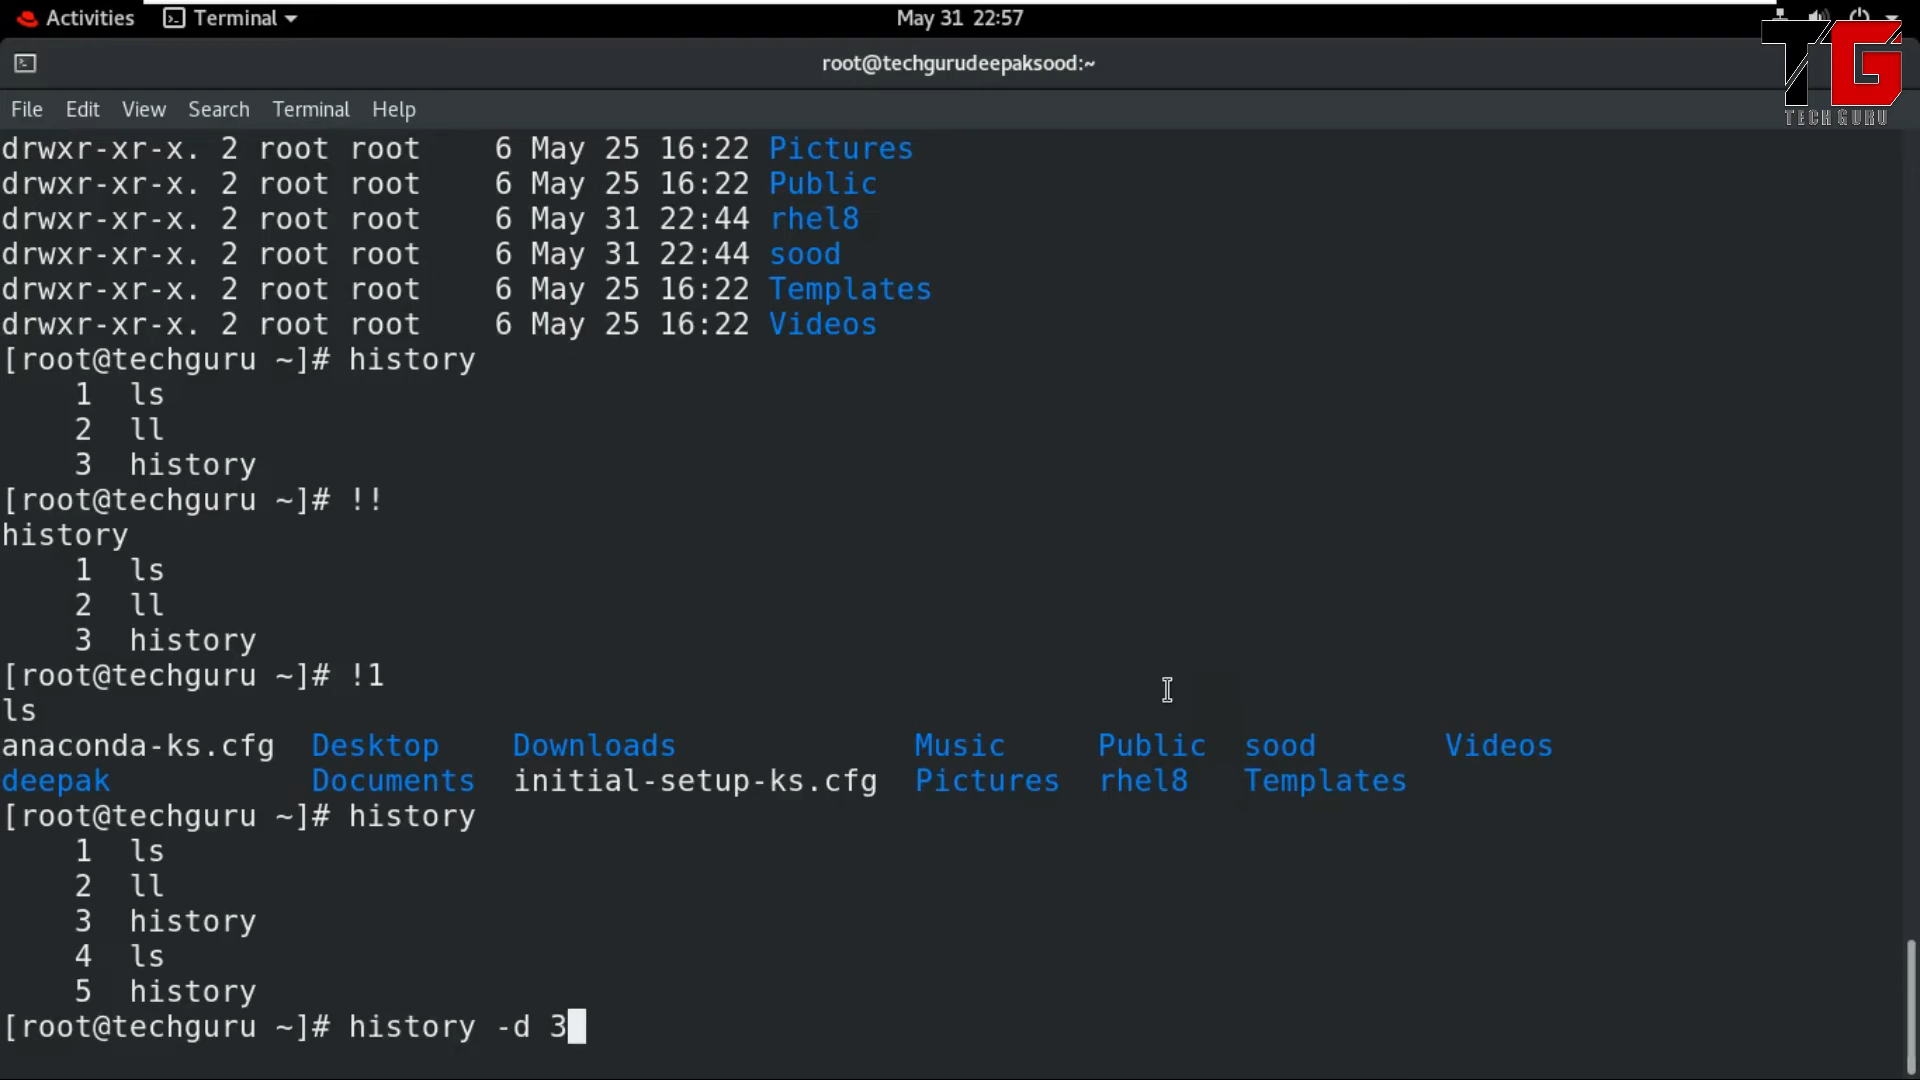 Activities Terminal May 31 22:57
root@techgurudeepaksood:~
TG
TECH GURU
File Edit View Search Terminal Help
drwxr-xr-x. 2 root root    6 May 25 16:22 Pictures
drwxr-xr-x. 2 root root    6 May 25 16:22 Public
drwxr-xr-x. 2 root root    6 May 31 22:44 rhel8
drwxr-xr-x. 2 root root    6 May 31 22:44 sood
drwxr-xr-x. 2 root root    6 May 25 16:22 Templates
drwxr-xr-x. 2 root root    6 May 25 16:22 Videos
[root@techguru ~]# history
    1  ls
    2  ll
    3  history
[root@techguru ~]# !!
history
    1  ls
    2  ll
    3  history
[root@techguru ~]# !1
ls
anaconda-ks.cfg  Desktop    Downloads             Music     Public  sood       Videos
deepak           Documents  initial-setup-ks.cfg  Pictures  rhel8   Templates
[root@techguru ~]# history
    1  ls
    2  ll
    3  history
    4  ls
    5  history
[root@techguru ~]# history -d 3